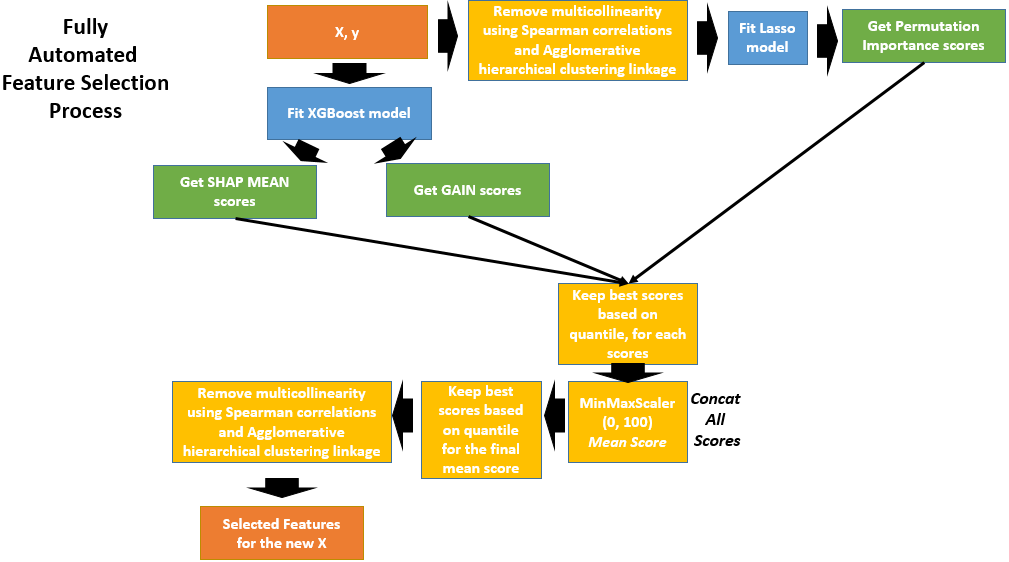 Fully
Automated
Feature Selection
Process
X, y
Remove multicollinearity
using Spearman correlations
and Agglomerative
hierarchical clustering linkage
Fit Lasso
model
Get Permutation
Importance scores
Fit XGBoost model
Get SHAP MEAN
scores
Get GAIN scores
Keep best scores
based on
quantile, for each
scores
MinMaxScaler
(0, 100)
Mean Score
Concat
All
Scores
Keep best
scores based
on quantile
for the final
mean score
Remove multicollinearity
using Spearman correlations
and Agglomerative
hierarchical clustering linkage
Selected Features
for the new X